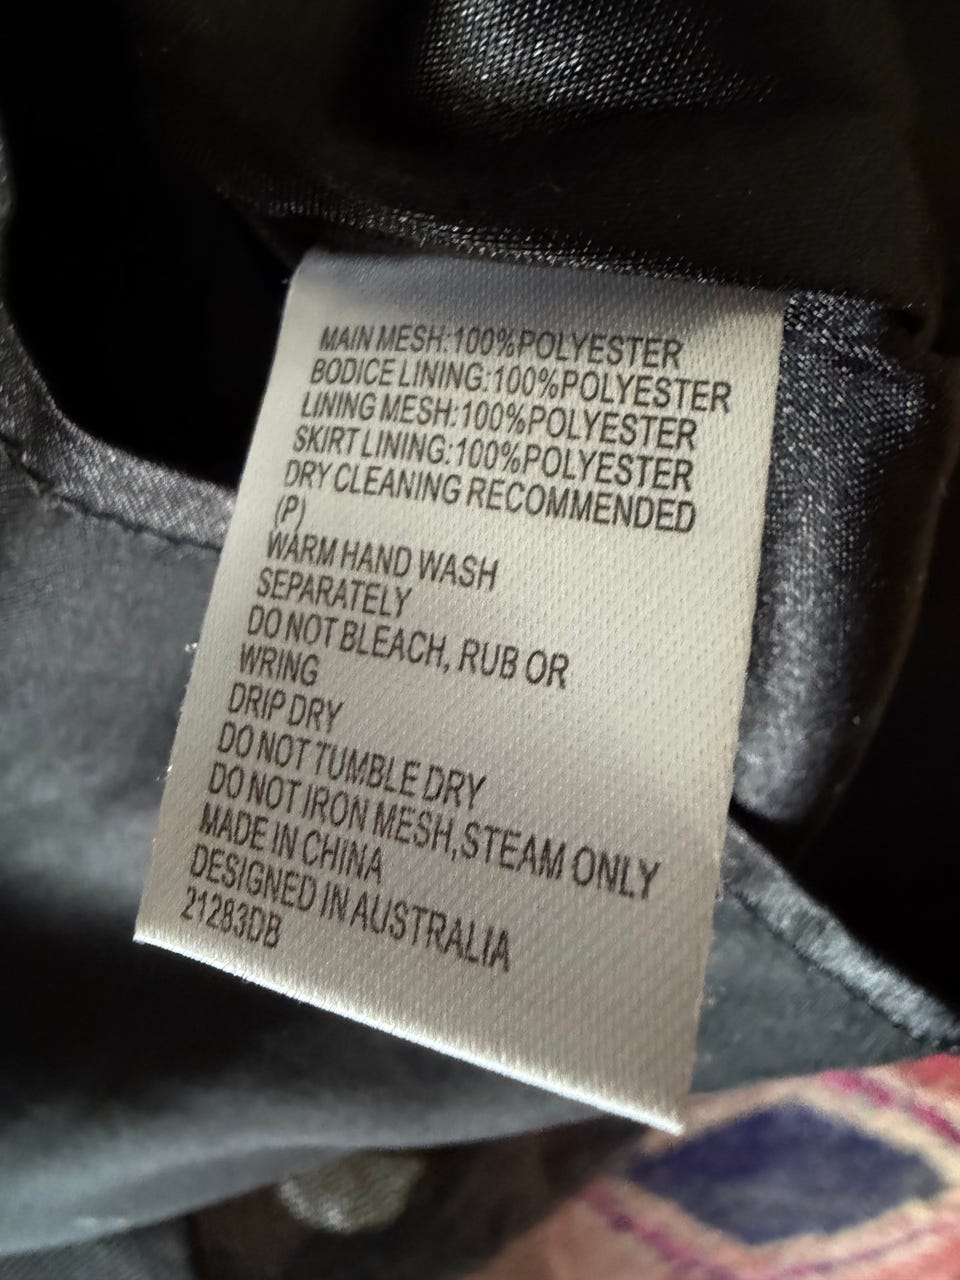 MAIN MESH:100%POLYESTER
BODICE LINING:100%POLYESTER
LINING MESH:100%POLYESTER
SKIRT LINING:100%POLYESTER
DRY CLEANING RECOMMENDED
(P)
WARM HAND WASH
SEPARATELY
DO NOT BLEACH, RUB OR
WRING
DRIP DRY
DO NOT TUMBLE DRY
DO NOT IRON MESH,STEAM ONLY
MADE IN CHINA
DESIGNED IN AUSTRALIA
21283DB